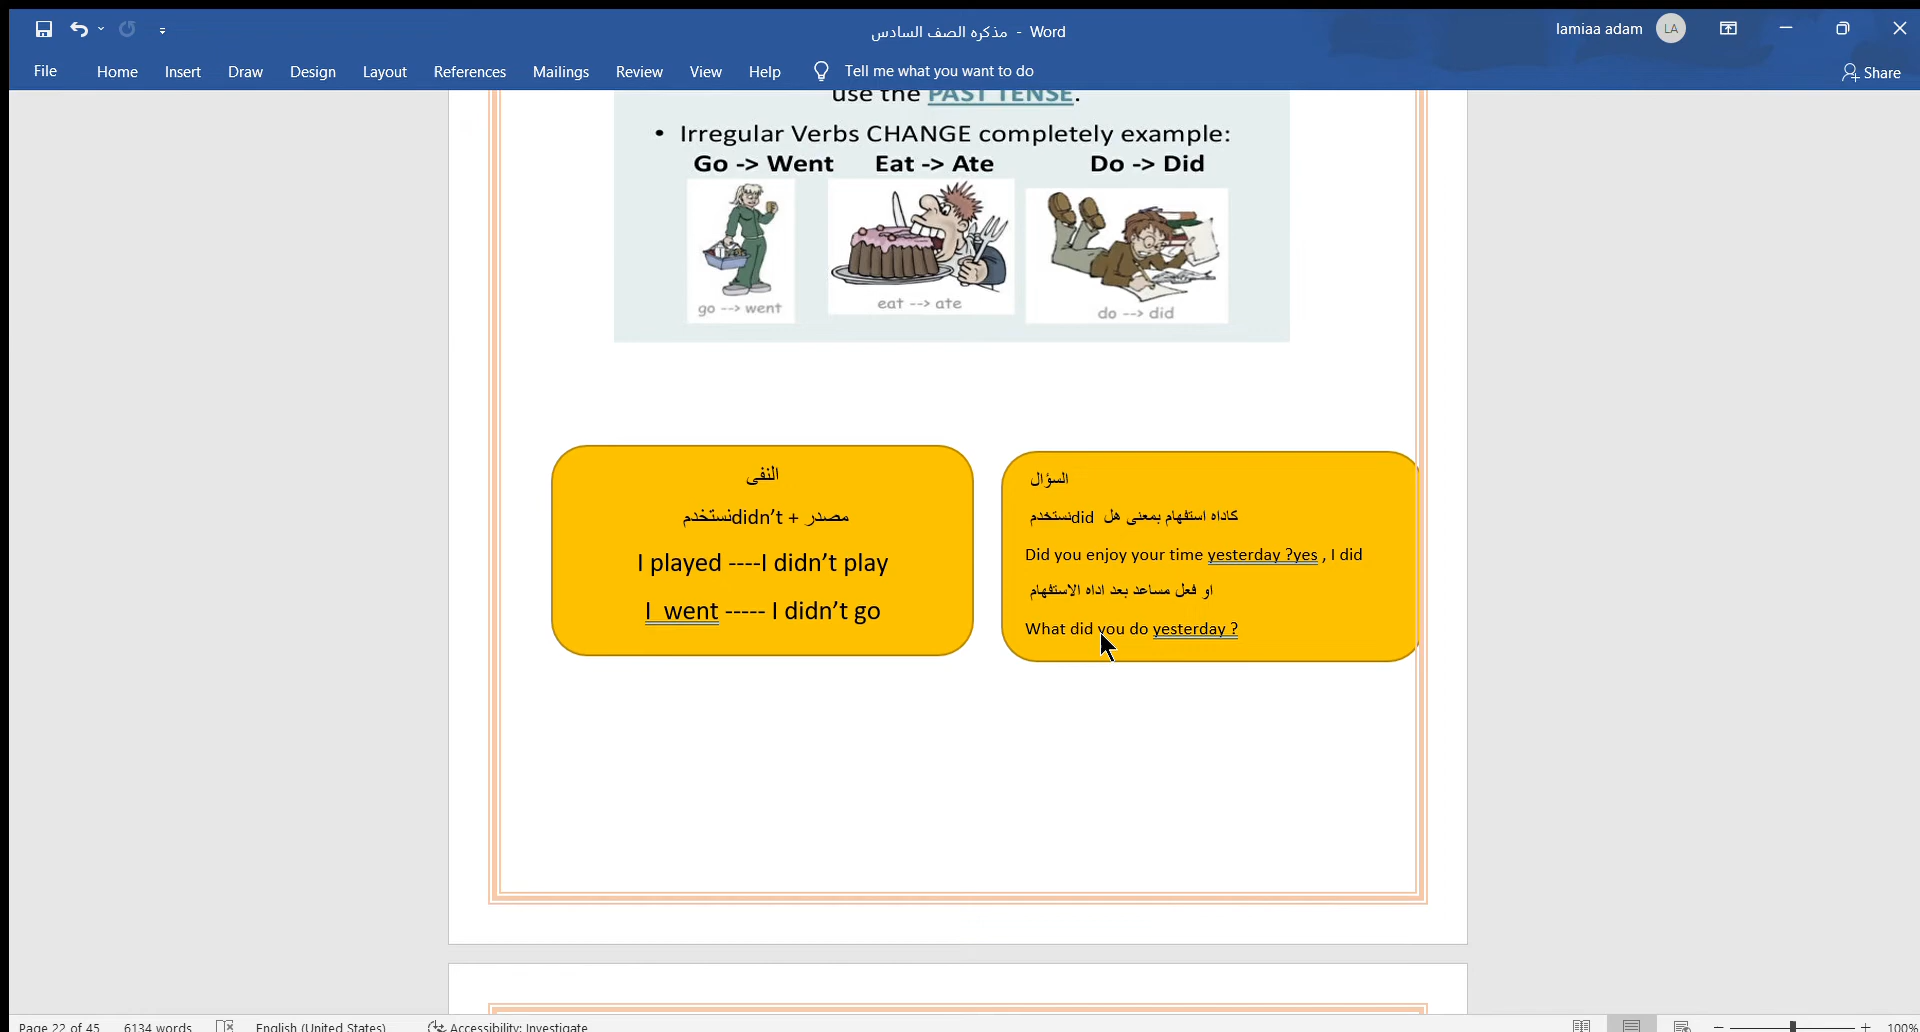 مذكره الصف السادس - Word
lamiaa adam
LA
File Home Insert Draw Design Layout References Mailings Review View Help Tell me what you want to do
Share
use the PAST TENSE.
• Irregular Verbs CHANGE completely example:
Go -> Went Eat -> Ate Do -> Did
go --> went
eat --> ate
do --> did
النفى
نستخدمdidn't + مصدر
I played ----I didn't play
I went ----- I didn't go
السؤال
نستخدمdid كاداه استفهام بمعنى هل
Did you enjoy your time yesterday ?yes , I did
او فعل مساعد بعد اداه الاستفهام
What did you do yesterday ?
Page 22 of 45 6134 words English (United States) Accessibility: Investigate
100%